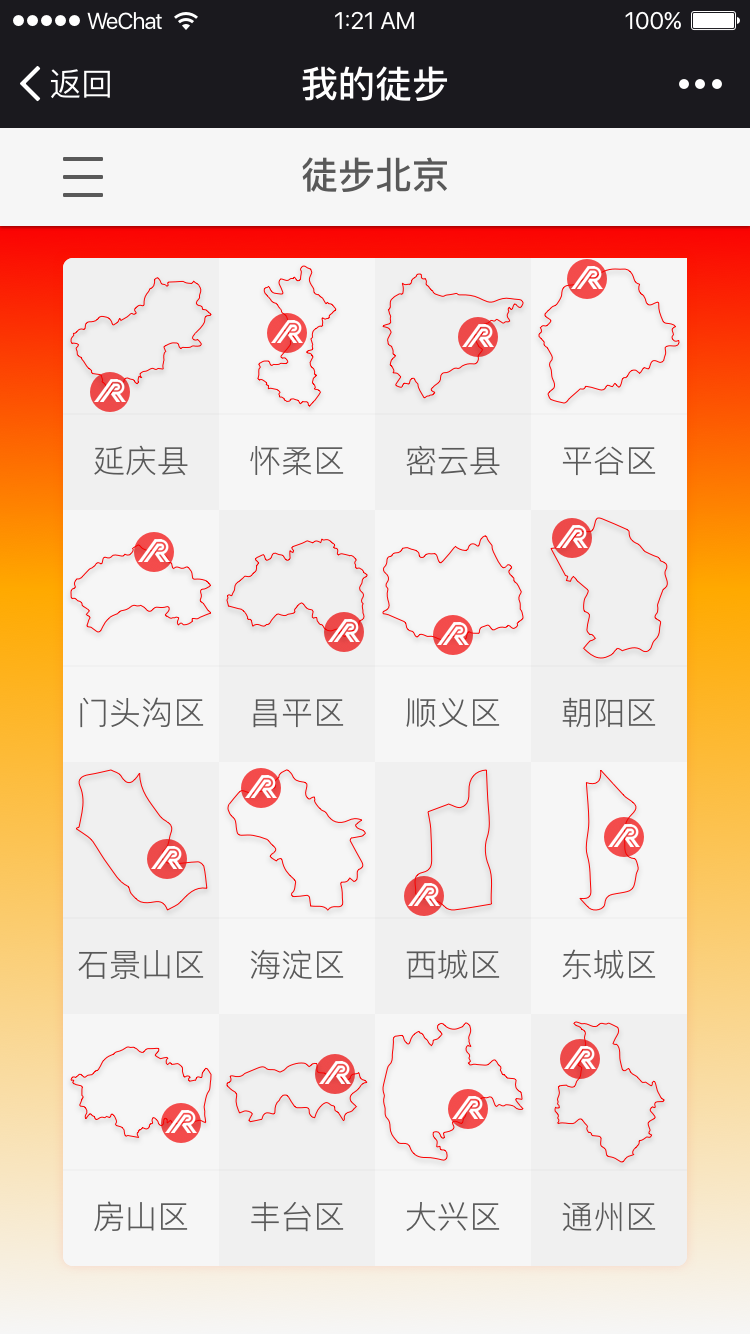 WeChat 1:21 AM 100%
返回 我的徒步
徒步北京
延庆县 怀柔区 密云县 平谷区
门头沟区 昌平区 顺义区 朝阳区
石景山区 海淀区 西城区 东城区
房山区 丰台区 大兴区 通州区